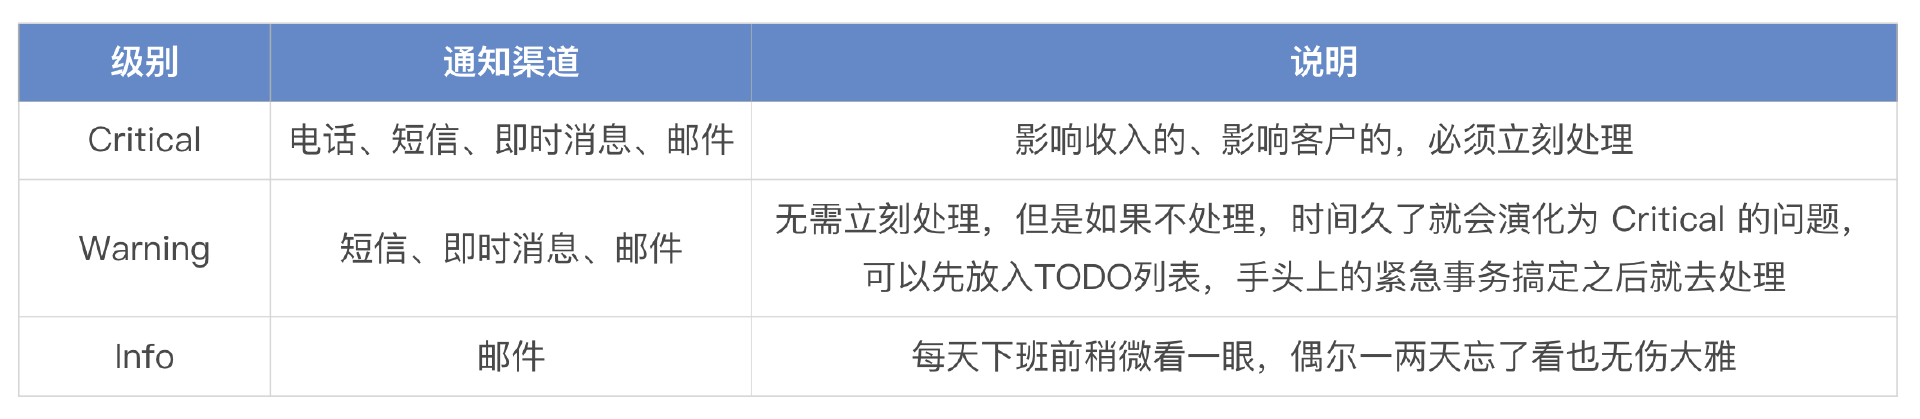 级别 通知渠道 说明
Critical 电话、短信、即时消息、邮件 影响收入的、影响客户的，必须立刻处理
Warning 短信、即时消息、邮件 无需立刻处理，但是如果不处理，时间久了就会演化为 Critical 的问题，
可以先放入TODO列表，手头上的紧急事务搞定之后就去处理
Info 邮件 每天下班前稍微看一眼，偶尔一两天忘了看也无伤大雅